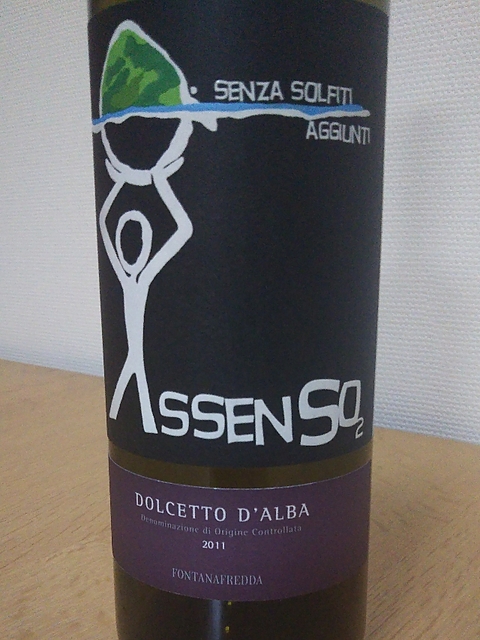 SENZA SOLFITI
AGGIUNTI
ASSENSO2
DOLCETTO D'ALBA
Denominazione di Origine Controllata
2011
FONTANAFREDDA